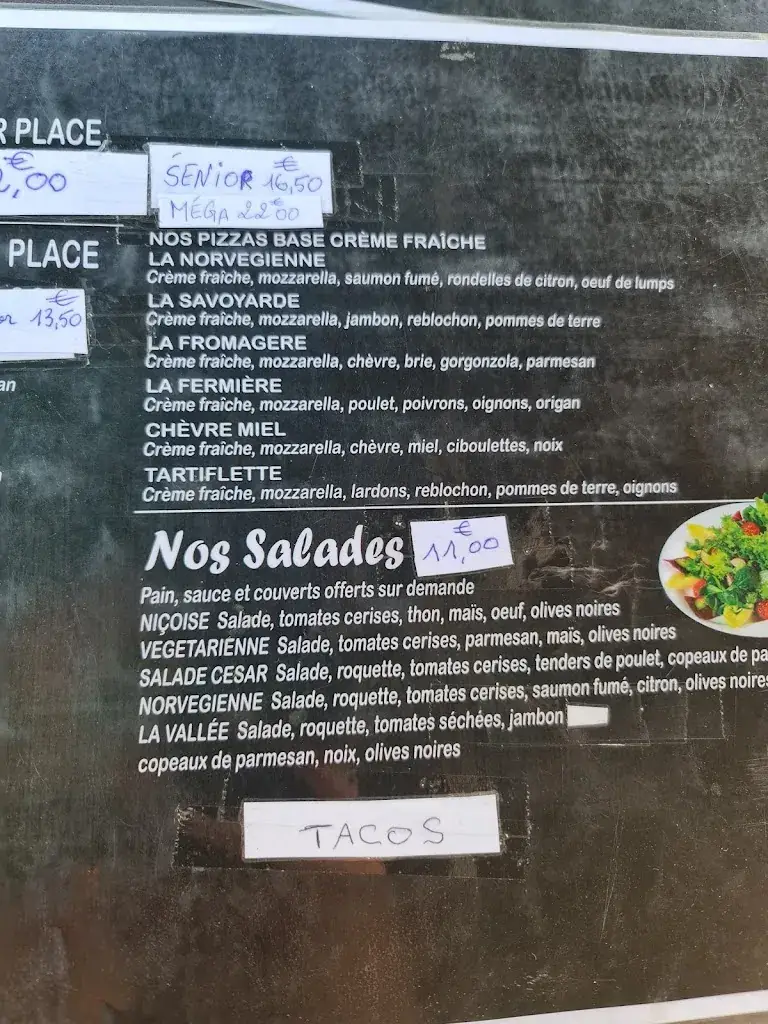 R PLACE
€
,00
SENIOR 16,50 €
MÉGA 22€00
PLACE
13,50 €
an
NOS PIZZAS BASE CRÈME FRAÎCHE
LA NORVEGIENNE
Crème fraîche, mozzarella, saumon fumé, rondelles de citron, oeuf de lumps
LA SAVOYARDE
Crème fraîche, mozzarella, jambon, reblochon, pommes de terre
LA FROMAGERE
Crème fraîche, mozzarella, chèvre, brie, gorgonzola, parmesan
LA FERMIÈRE
Crème fraîche, mozzarella, poulet, poivrons, oignons, origan
CHÈVRE MIEL
Crème fraîche, mozzarella, chèvre, miel, ciboulettes, noix
TARTIFLETTE
Crème fraîche, mozzarella, lardons, reblochon, pommes de terre, oignons
Nos Salades 11,00 €
Pain, sauce et couverts offerts sur demande
NIÇOISE Salade, tomates cerises, thon, maïs, oeuf, olives noires
VEGETARIENNE Salade, tomates cerises, parmesan, maïs, olives noires
SALADE CESAR Salade, roquette, tomates cerises, tenders de poulet, copeaux de pa
NORVEGIENNE Salade, roquette, tomates cerises, saumon fumé, citron, olives noires
LA VALLÉE Salade, roquette, tomates séchées, jambon
copeaux de parmesan, noix, olives noires
TACOS